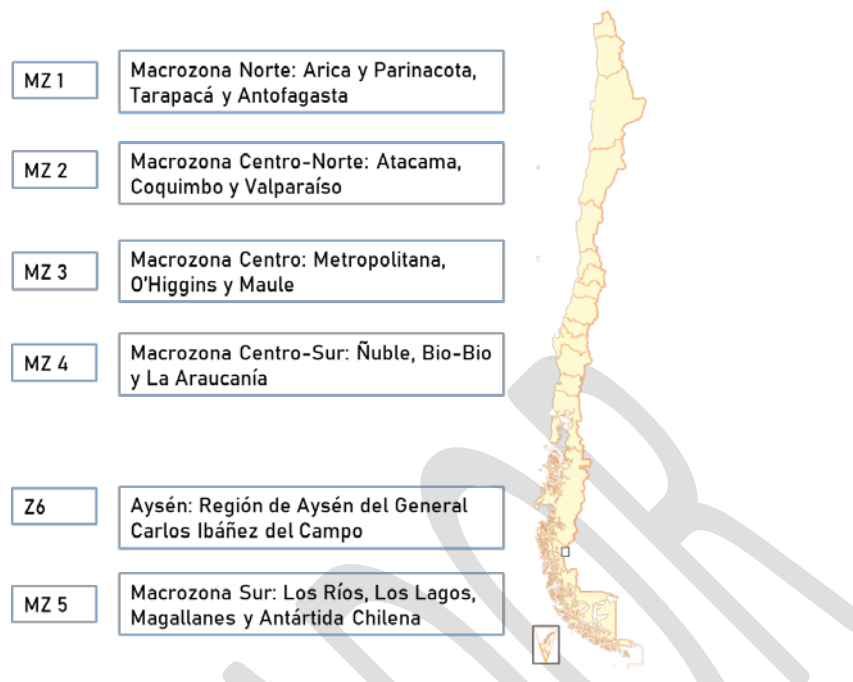 MZ 1
Macrozona Norte: Arica y Parinacota,
Tarapacá y Antofagasta
MZ 2
Macrozona Centro-Norte: Atacama,
Coquimbo y Valparaíso
MZ 3
Macrozona Centro: Metropolitana,
O'Higgins y Maule
MZ 4
Macrozona Centro-Sur: Ñuble, Bio-Bio
y La Araucanía
Z6
Aysén: Región de Aysén del General
Carlos Ibáñez del Campo
MZ 5
Macrozona Sur: Los Ríos, Los Lagos,
Magallanes y Antártida Chilena